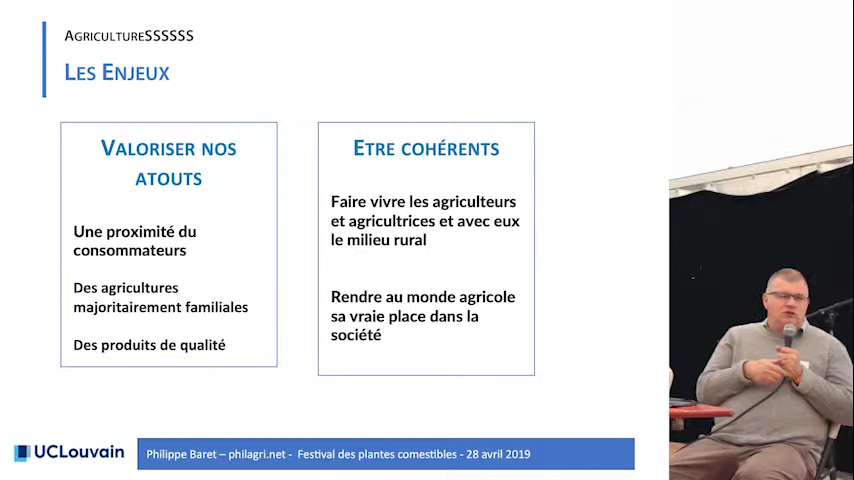 AgricultureSSSSSS
Les Enjeux
Valoriser nos
atouts
Une proximité du
consommateurs
Des agricultures
majoritairement familiales
Des produits de qualité
Etre cohérents
Faire vivre les agriculteurs
et agricultrices et avec eux
le milieu rural
Rendre au monde agricole
sa vraie place dans la
société
UCLouvain
Philippe Baret – philagri.net - Festival des plantes comestibles - 28 avril 2019